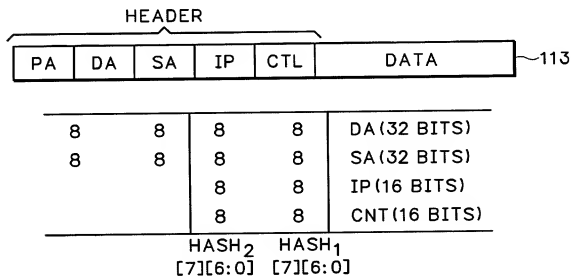 HEADER
PA DA SA IP CTL DATA 113
8 8 8 8 DA (32 BITS)
8 8 8 8 SA (32 BITS)
8 8 IP (16 BITS)
8 8 CNT (16 BITS)
HASH2 HASH1
[7][6:0] [7][6:0]